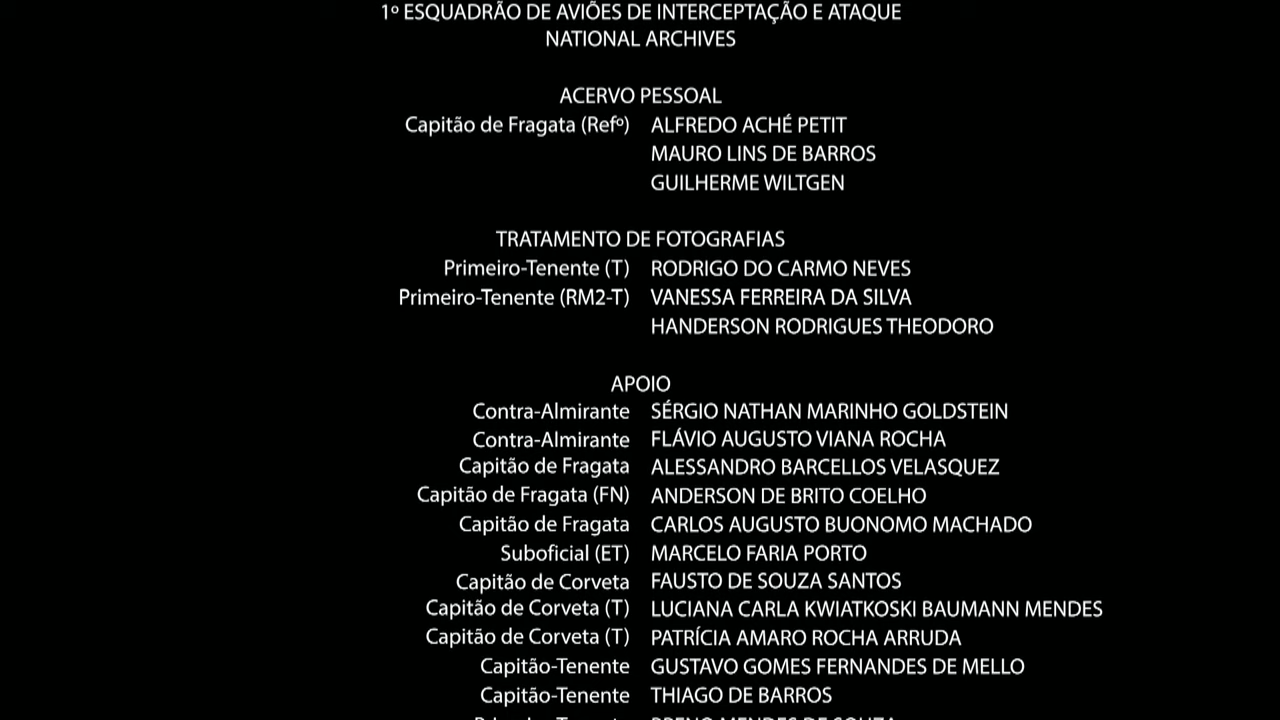 1º ESQUADRÃO DE AVIÕES DE INTERCEPTAÇÃO E ATAQUE
NATIONAL ARCHIVES
ACERVO PESSOAL
Capitão de Fragata (Refº) ALFREDO ACHÉ PETIT
MAURO LINS DE BARROS
GUILHERME WILTGEN
TRATAMENTO DE FOTOGRAFIAS
Primeiro-Tenente (T) RODRIGO DO CARMO NEVES
Primeiro-Tenente (RM2-T) VANESSA FERREIRA DA SILVA
HANDERSON RODRIGUES THEODORO
APOIO
Contra-Almirante SÉRGIO NATHAN MARINHO GOLDSTEIN
Contra-Almirante FLÁVIO AUGUSTO VIANA ROCHA
Capitão de Fragata ALESSANDRO BARCELLOS VELASQUEZ
Capitão de Fragata (FN) ANDERSON DE BRITO COELHO
Capitão de Fragata CARLOS AUGUSTO BUONOMO MACHADO
Suboficial (ET) MARCELO FARIA PORTO
Capitão de Corveta FAUSTO DE SOUZA SANTOS
Capitão de Corveta (T) LUCIANA CARLA KWIATKOSKI BAUMANN MENDES
Capitão de Corveta (T) PATRÍCIA AMARO ROCHA ARRUDA
Capitão-Tenente GUSTAVO GOMES FERNANDES DE MELLO
Capitão-Tenente THIAGO DE BARROS